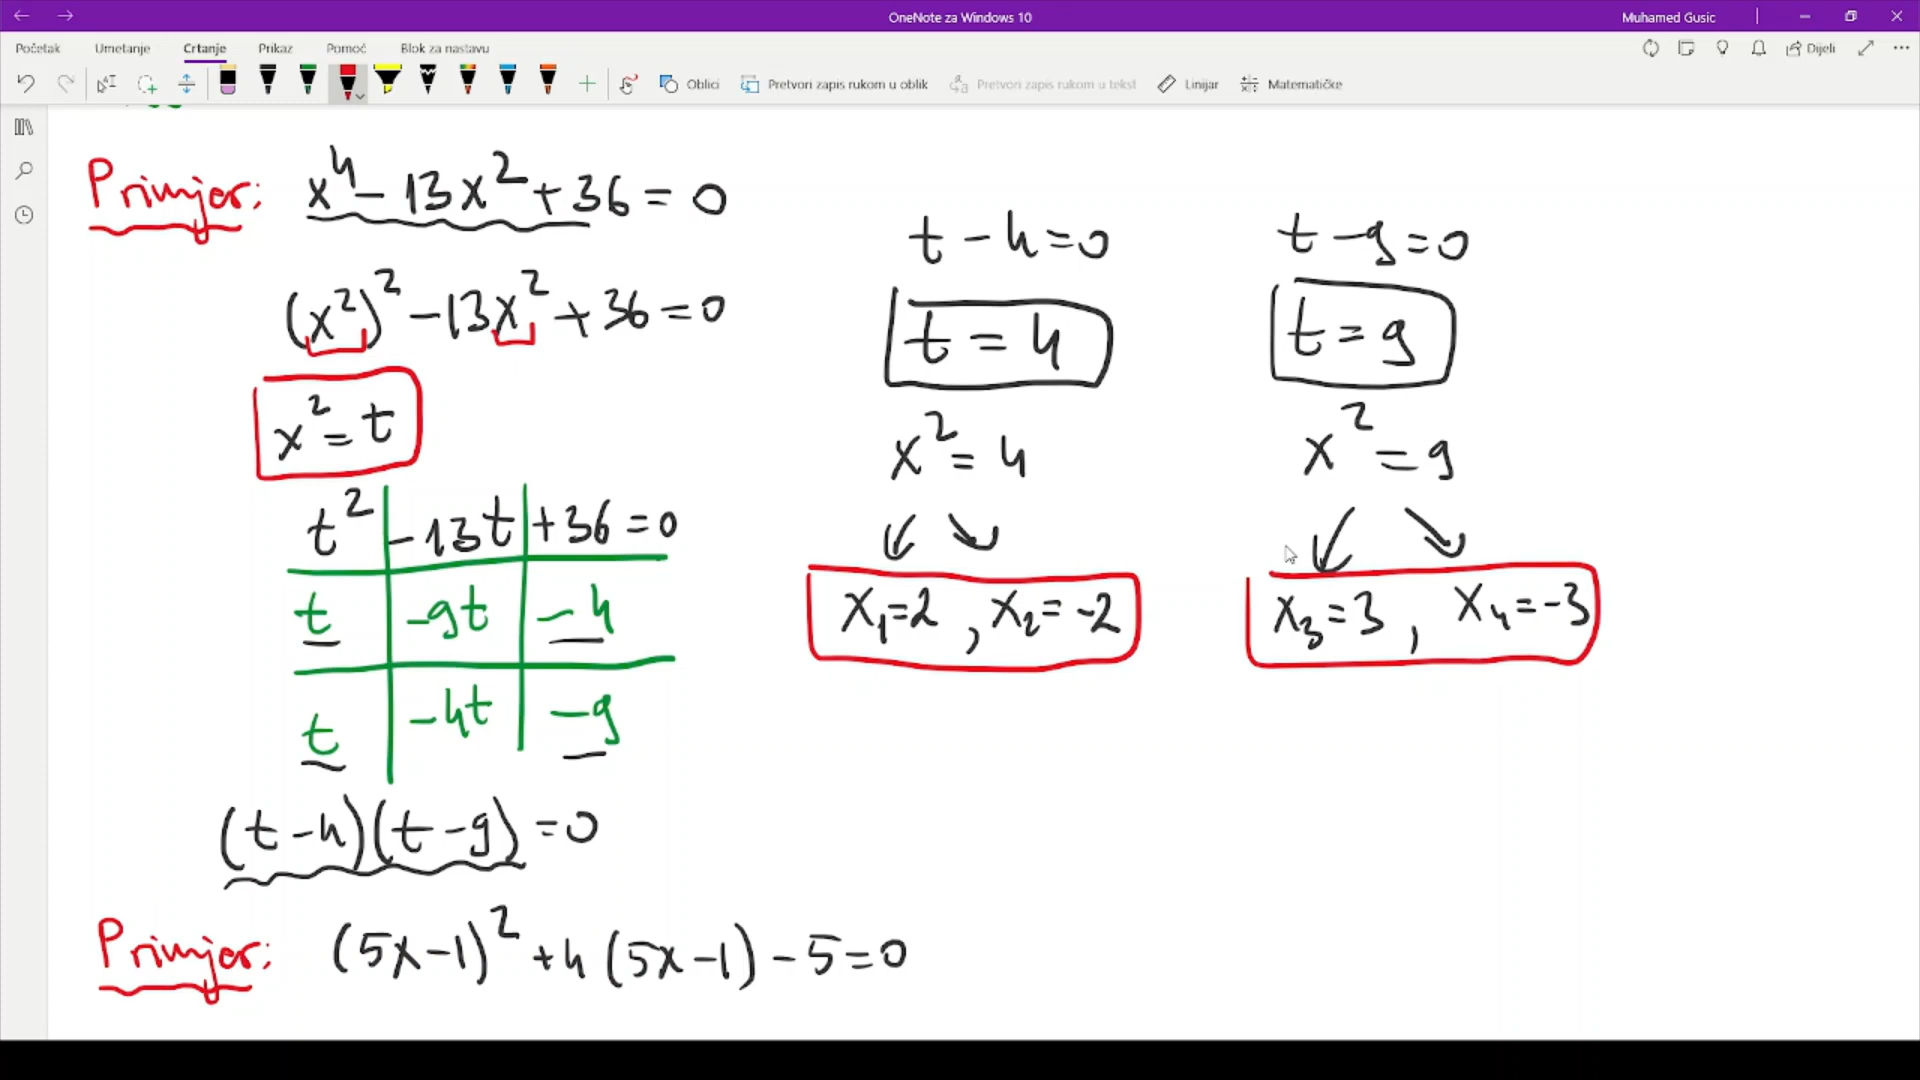 OneNote za Windows 10
Muhamed Gusic
Početak Umetanje Crtanje Prikaz Pomoć Blok za nastavu
Dijeli
Oblici Pretvori zapis rukom u oblik Pretvori zapis rukom u tekst Linijar Matematičke
Primjer: x⁴ - 13x² + 36 = 0
(x²)² - 13x² + 36 = 0
x² = t
t² - 13t + 36 = 0
t -9t -4
t -4t -9
(t-4)(t-9) = 0
t - 4 = 0
t = 4
x² = 4
x₁=2, x₂=-2
t - 9 = 0
t = 9
x² = 9
x₃=3, x₄=-3
Primjer: (5x-1)² + 4(5x-1) - 5 = 0